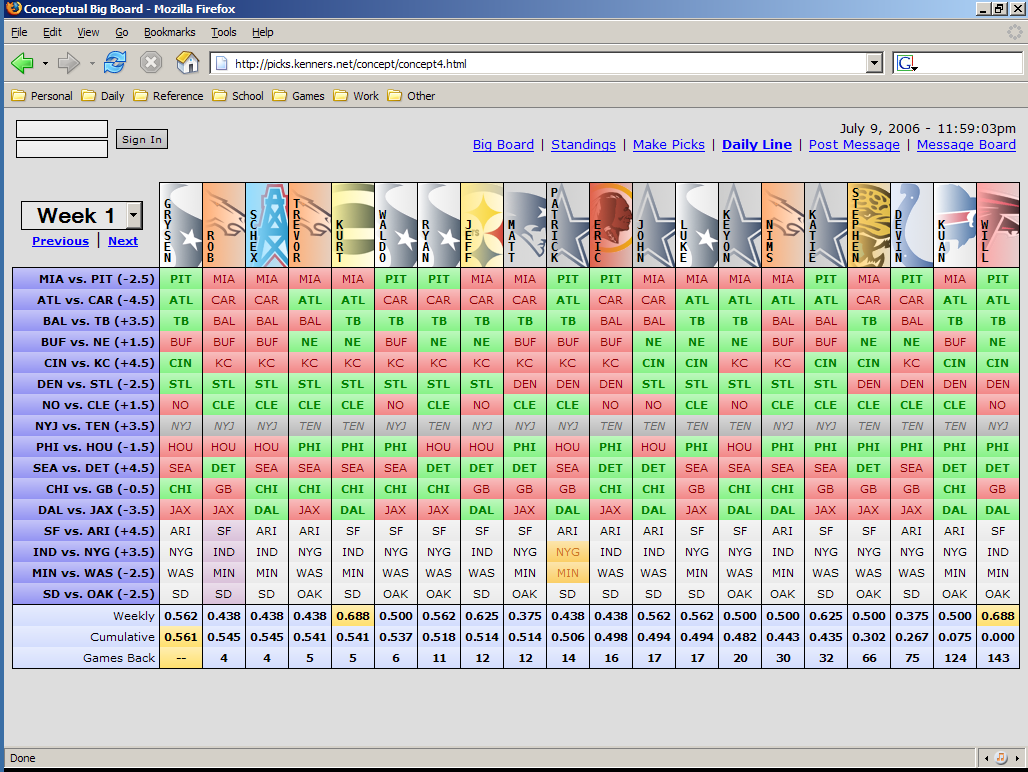 Conceptual Big Board - Mozilla Firefox
File Edit View Go Bookmarks Tools Help
http://picks.kenners.net/concept/concept4.html
G
Personal Daily Reference School Games Work Other
Sign In
July 9, 2006 - 11:59:03pm
Big Board | Standings | Make Picks | Daily Line | Post Message | Message Board
Week 1
Previous | Next
GRYSEN ROB SCHEX TREVOR KURT WALDO RYAN JEFF MATT PATRICK ERIC JOHN LUKE KEYON NIMS KATIE STEPHEN DEVIN KUAN WILL
MIA vs. PIT (-2.5) PIT MIA MIA MIA MIA PIT PIT MIA MIA PIT PIT MIA MIA MIA MIA PIT MIA PIT MIA PIT
ATL vs. CAR (-4.5) ATL CAR CAR ATL ATL CAR CAR CAR CAR ATL CAR CAR ATL ATL ATL ATL CAR CAR ATL ATL
BAL vs. TB (+3.5) TB BAL BAL BAL TB TB TB TB TB TB BAL BAL TB TB BAL BAL TB BAL TB TB
BUF vs. NE (+1.5) BUF BUF BUF NE NE BUF NE NE BUF BUF BUF NE NE NE BUF NE NE NE BUF NE
CIN vs. KC (+4.5) CIN KC KC KC KC KC KC KC KC KC KC CIN CIN KC KC CIN CIN KC CIN CIN
DEN vs. STL (-2.5) STL STL STL STL STL STL STL STL DEN DEN DEN STL STL STL STL STL DEN DEN DEN DEN
NO vs. CLE (+1.5) NO CLE CLE CLE CLE NO CLE NO CLE CLE NO NO CLE NO CLE CLE CLE CLE CLE NO
NYJ vs. TEN (+3.5) NYJ NYJ NYJ TEN TEN TEN NYJ NYJ NYJ NYJ TEN TEN TEN TEN NYJ NYJ TEN TEN TEN NYJ
PHI vs. HOU (-1.5) HOU HOU HOU PHI PHI PHI HOU HOU PHI HOU PHI HOU PHI HOU PHI PHI PHI PHI PHI PHI
SEA vs. DET (+4.5) SEA DET SEA SEA SEA SEA DET DET DET SEA DET DET SEA SEA SEA SEA DET SEA DET DET
CHI vs. GB (-0.5) CHI GB CHI CHI CHI CHI CHI GB GB GB CHI CHI GB CHI CHI GB GB GB CHI GB
DAL vs. JAX (-3.5) JAX JAX DAL JAX DAL JAX JAX DAL JAX DAL JAX DAL JAX DAL DAL JAX JAX JAX DAL DAL
SF vs. ARI (+4.5) ARI SF ARI ARI SF SF SF SF SF ARI ARI SF SF SF ARI ARI SF ARI SF SF
IND vs. NYG (+3.5) NYG IND IND NYG IND NYG NYG IND NYG NYG IND IND NYG NYG IND NYG NYG NYG NYG IND
MIN vs. WAS (-2.5) WAS MIN MIN WAS MIN WAS WAS WAS MIN MIN WAS WAS MIN MIN WAS WAS WAS WAS MIN MIN
SD vs. OAK (-2.5) SD SD SD OAK SD SD SD SD OAK SD SD SD SD OAK OAK SD OAK OAK OAK SD
Weekly 0.562 0.438 0.438 0.438 0.688 0.500 0.562 0.625 0.375 0.438 0.438 0.562 0.562 0.500 0.500 0.625 0.500 0.375 0.500 0.688
Cumulative 0.561 0.545 0.545 0.541 0.541 0.537 0.518 0.514 0.514 0.506 0.498 0.494 0.494 0.482 0.443 0.435 0.302 0.267 0.075 0.000
Games Back -- 4 4 5 5 6 11 12 12 14 16 17 17 20 30 32 66 75 124 143
Done